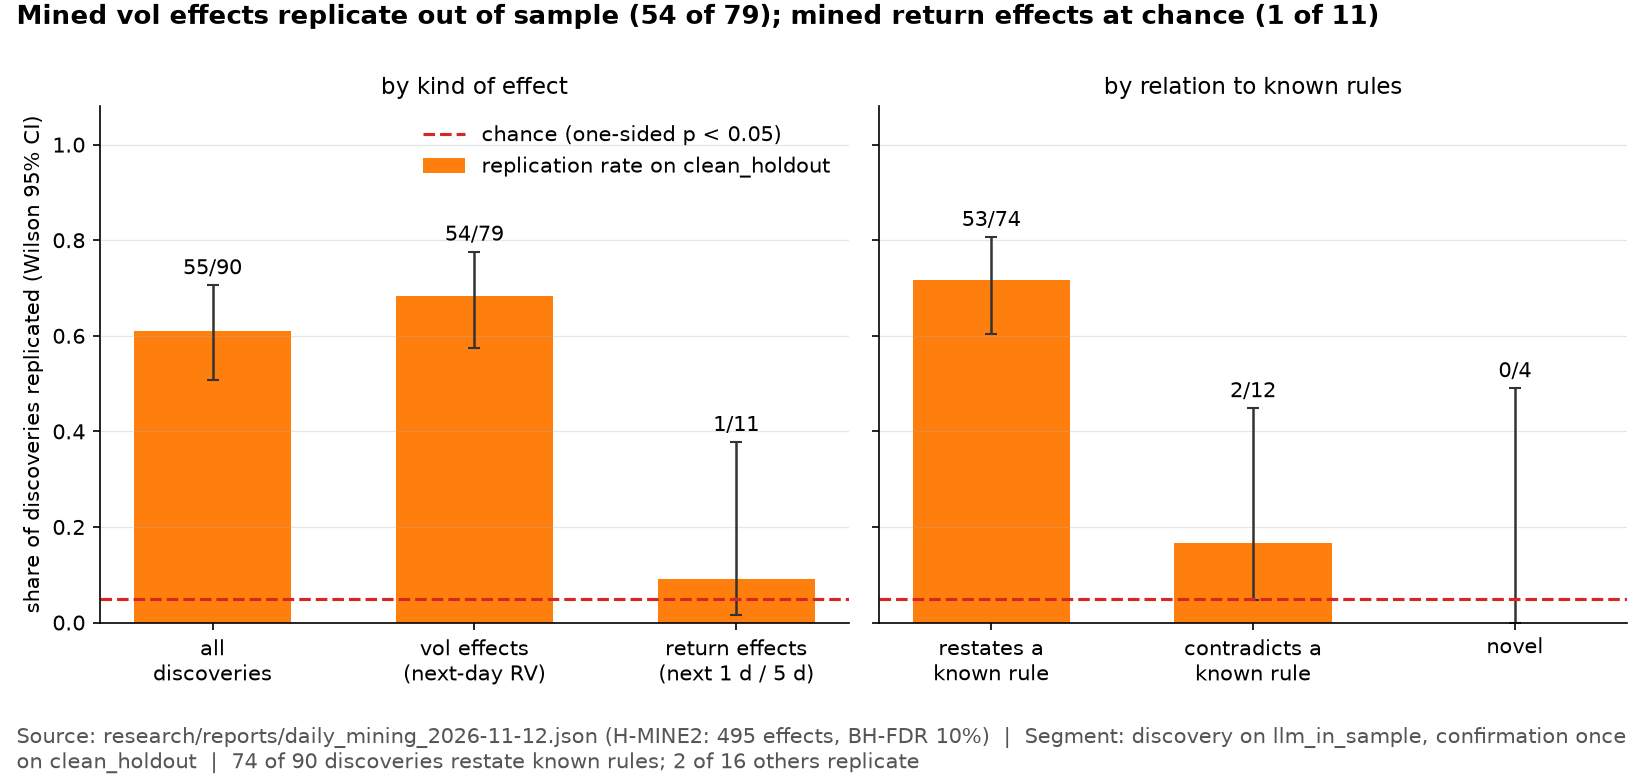 Mined vol effects replicate out of sample (54 of 79); mined return effects at chance (1 of 11)
by kind of effect
share of discoveries replicated (Wilson 95% CI)
1.0
0.8
0.6
0.4
0.2
0.0
chance (one-sided p < 0.05)
replication rate on clean_holdout
55/90
54/79
1/11
all
discoveries
vol effects
(next-day RV)
return effects
(next 1 d / 5 d)
by relation to known rules
53/74
2/12
0/4
restates a
known rule
contradicts a
known rule
novel
Source: research/reports/daily_mining_2026-11-12.json (H-MINE2: 495 effects, BH-FDR 10%)  |  Segment: discovery on llm_in_sample, confirmation once
on clean_holdout  |  74 of 90 discoveries restate known rules; 2 of 16 others replicate